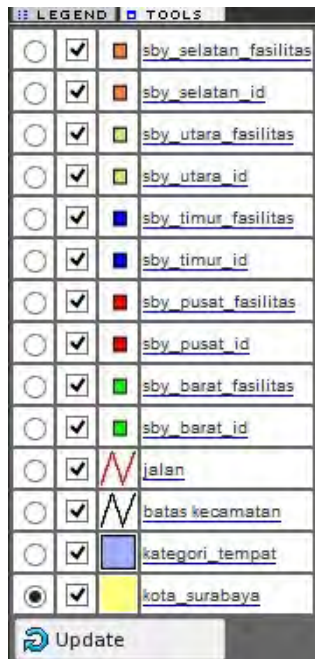 LEGEND TOOLS
sby_selatan_fasilitas
sby_selatan_id
sby_utara_fasilitas
sby_utara_id
sby_timur_fasilitas
sby_timur_id
sby_pusat_fasilitas
sby_pusat_id
sby_barat_fasilitas
sby_barat_id
jalan
batas kecamatan
kategori_tempat
kota_surabaya
Update